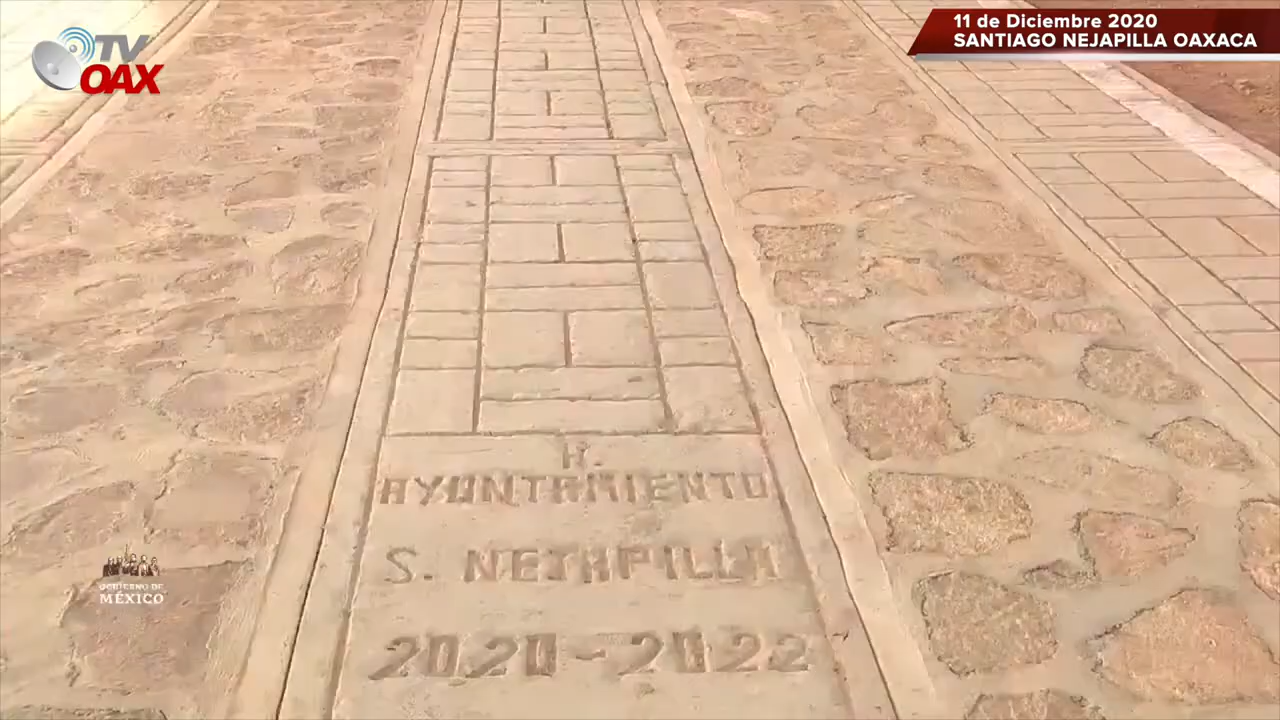 TV
OAX
11 de Diciembre 2020
SANTIAGO NEJAPILLA OAXACA
H.
AYUNTAMIENTO
S. NEJAPILLA
2020-2022
GOBIERNO DE
MÉXICO